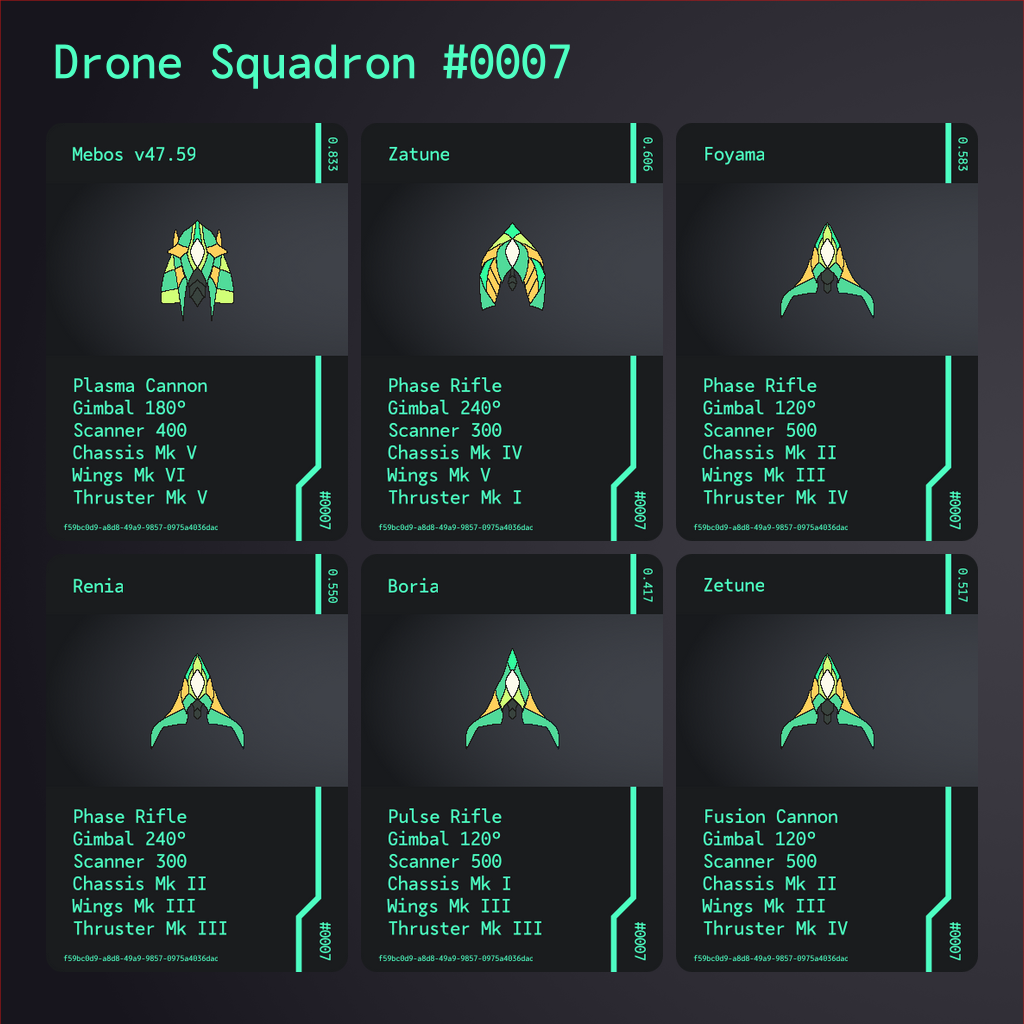 Drone Squadron #0007
Mebos v47.59
0.833
Plasma Cannon
Gimbal 180º
Scanner 400
Chassis Mk V
Wings Mk VI
Thruster Mk V
#0007
f59bc0d9-a8d8-49a9-9857-0975a4036dac
Zatune
0.606
Phase Rifle
Gimbal 240º
Scanner 300
Chassis Mk IV
Wings Mk V
Thruster Mk I
#0007
f59bc0d9-a8d8-49a9-9857-0975a4036dac
Foyama
0.583
Phase Rifle
Gimbal 120º
Scanner 500
Chassis Mk II
Wings Mk III
Thruster Mk IV
#0007
f59bc0d9-a8d8-49a9-9857-0975a4036dac
Renia
0.550
Phase Rifle
Gimbal 240º
Scanner 300
Chassis Mk II
Wings Mk III
Thruster Mk III
#0007
f59bc0d9-a8d8-49a9-9857-0975a4036dac
Boria
0.417
Pulse Rifle
Gimbal 120º
Scanner 500
Chassis Mk I
Wings Mk III
Thruster Mk III
#0007
f59bc0d9-a8d8-49a9-9857-0975a4036dac
Zetune
0.517
Fusion Cannon
Gimbal 120º
Scanner 500
Chassis Mk II
Wings Mk III
Thruster Mk IV
#0007
f59bc0d9-a8d8-49a9-9857-0975a4036dac